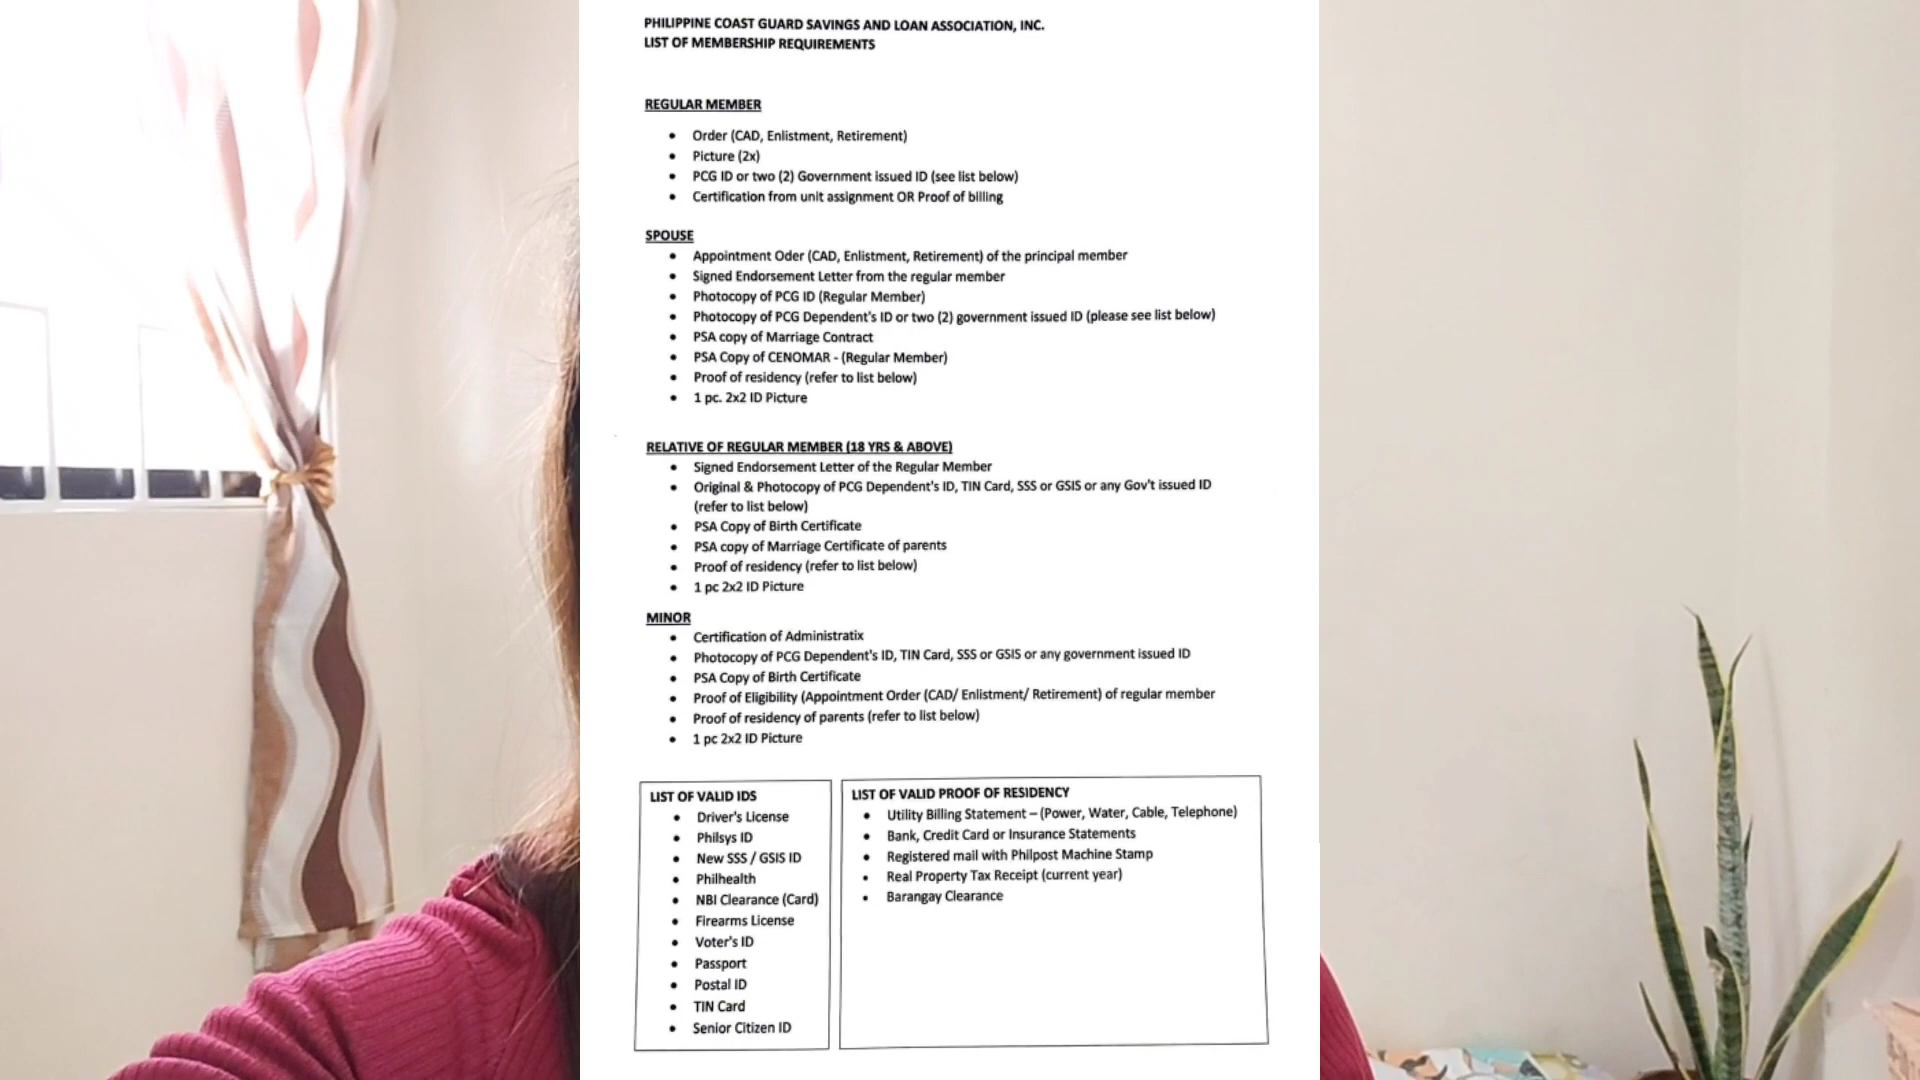 PHILIPPINE COAST GUARD SAVINGS AND LOAN ASSOCIATION, INC.
LIST OF MEMBERSHIP REQUIREMENTS
REGULAR MEMBER
• Order (CAD, Enlistment, Retirement)
• Picture (2x)
• PCG ID or two (2) Government issued ID (see list below)
• Certification from unit assignment OR Proof of billing
SPOUSE
• Appointment Oder (CAD, Enlistment, Retirement) of the principal member
• Signed Endorsement Letter from the regular member
• Photocopy of PCG ID (Regular Member)
• Photocopy of PCG Dependent's ID or two (2) government issued ID (please see list below)
• PSA copy of Marriage Contract
• PSA Copy of CENOMAR - (Regular Member)
• Proof of residency (refer to list below)
• 1 pc. 2x2 ID Picture
RELATIVE OF REGULAR MEMBER (18 YRS & ABOVE)
• Signed Endorsement Letter of the Regular Member
• Original & Photocopy of PCG Dependent's ID, TIN Card, SSS or GSIS or any Gov't issued ID
(refer to list below)
• PSA Copy of Birth Certificate
• PSA copy of Marriage Certificate of parents
• Proof of residency (refer to list below)
• 1 pc 2x2 ID Picture
MINOR
• Certification of Administratix
• Photocopy of PCG Dependent's ID, TIN Card, SSS or GSIS or any government issued ID
• PSA Copy of Birth Certificate
• Proof of Eligibility (Appointment Order (CAD/ Enlistment/ Retirement) of regular member
• Proof of residency of parents (refer to list below)
• 1 pc 2x2 ID Picture
LIST OF VALID IDS
• Driver's License
• Philsys ID
• New SSS / GSIS ID
• Philhealth
• NBI Clearance (Card)
• Firearms License
• Voter's ID
• Passport
• Postal ID
• TIN Card
• Senior Citizen ID
LIST OF VALID PROOF OF RESIDENCY
• Utility Billing Statement – (Power, Water, Cable, Telephone)
• Bank, Credit Card or Insurance Statements
• Registered mail with Philpost Machine Stamp
• Real Property Tax Receipt (current year)
• Barangay Clearance